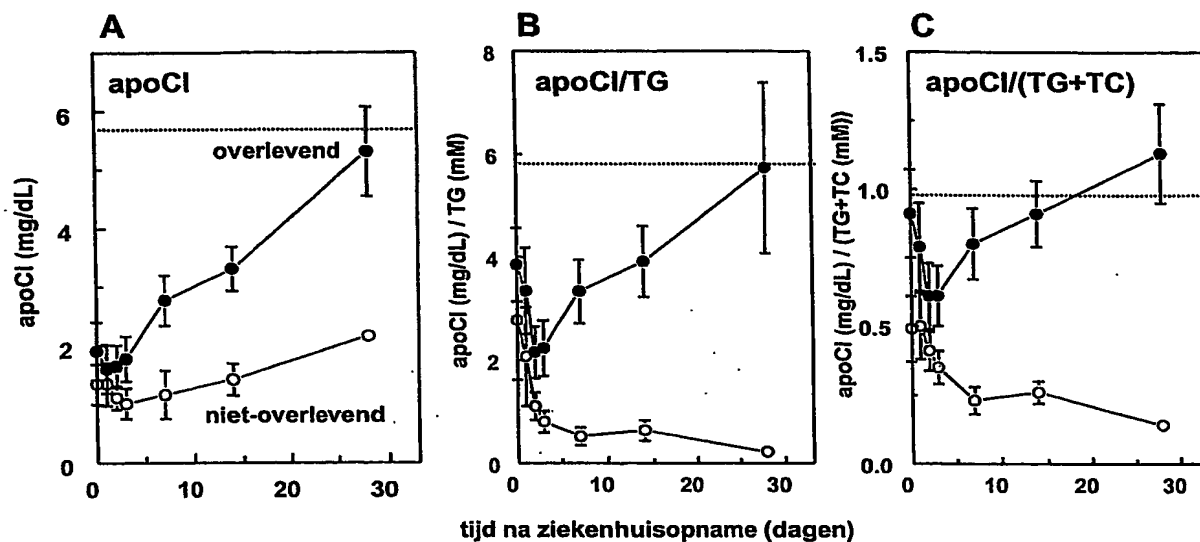 A
apoCI (mg/dL)
6
4
2
0
apoCI
overlevend
niet-overlevend
0
10
20
30
B
apoCI (mg/dL) / TG (mM)
8
6
4
2
0
apoCI/TG
0
10
20
30
C
apoCI (mg/dL) / (TG+TC (mM))
1.5
1.0
0.5
0.0
apoCI/(TG+TC)
0
10
20
30
tijd na ziekenhuisopname (dagen)